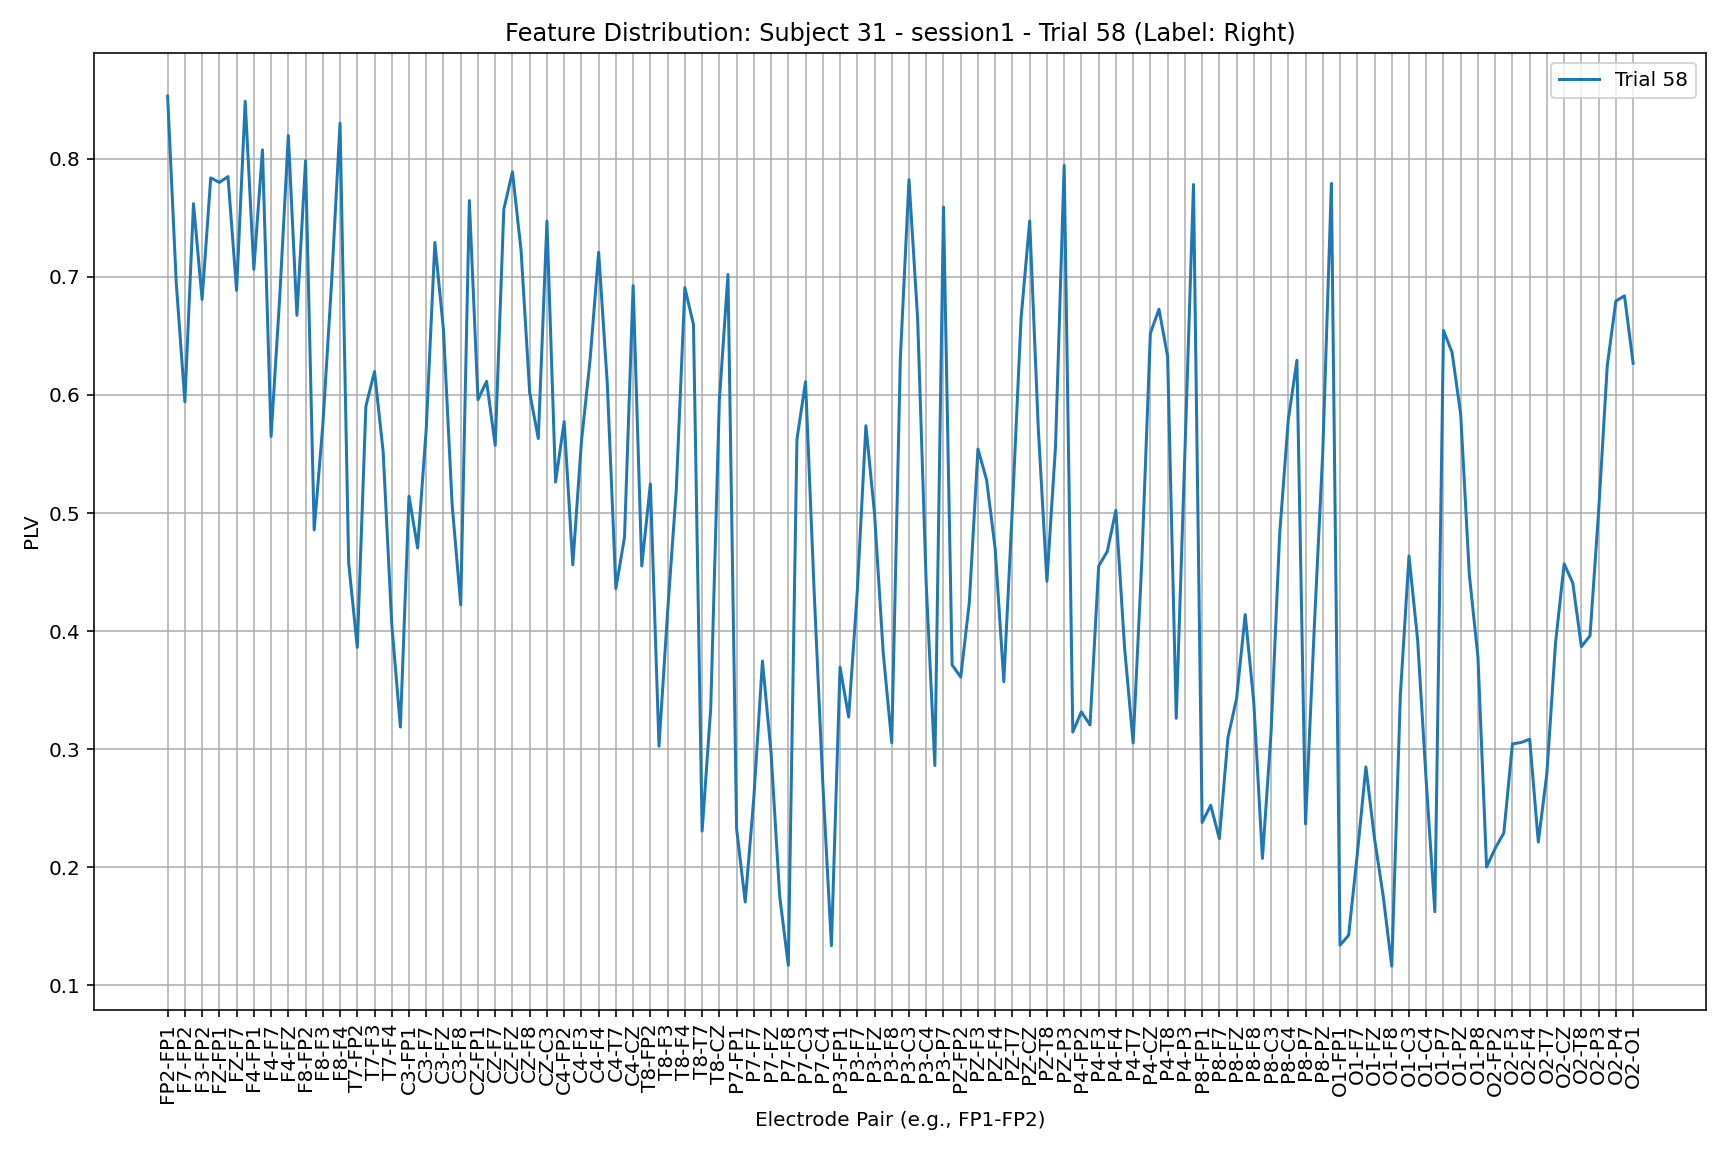 Feature Distribution: Subject 31 - session1 - Trial 58 (Label: Right)
Trial 58
PLV
0.8
0.7
0.6
0.5
0.4
0.3
0.2
0.1
FP2-FP1
F7-FP2
F3-FP2
FZ-FP1
FZ-F7
F4-FP1
F4-F7
F4-FZ
F8-FP2
F8-F3
F8-F4
T7-FP2
T7-F3
T7-F4
C3-FP1
C3-F7
C3-FZ
C3-F8
CZ-FP1
CZ-F7
CZ-FZ
CZ-F8
CZ-C3
C4-FP2
C4-F3
C4-F4
C4-T7
C4-CZ
T8-FP2
T8-F3
T8-F4
T8-T7
T8-CZ
P7-FP1
P7-F7
P7-FZ
P7-F8
P7-C3
P7-C4
P3-FP1
P3-F7
P3-FZ
P3-F8
P3-C3
P3-C4
P3-P7
PZ-FP2
PZ-F3
PZ-F4
PZ-T7
PZ-CZ
PZ-T8
PZ-P3
P4-FP2
P4-F3
P4-F4
P4-T7
P4-CZ
P4-T8
P4-P3
P8-FP1
P8-F7
P8-FZ
P8-F8
P8-C3
P8-C4
P8-P7
P8-PZ
O1-FP1
O1-F7
O1-FZ
O1-F8
O1-C3
O1-C4
O1-P7
O1-PZ
O1-P8
O2-FP2
O2-F3
O2-F4
O2-T7
O2-CZ
O2-T8
O2-P3
O2-P4
O2-O1
Electrode Pair (e.g., FP1-FP2)